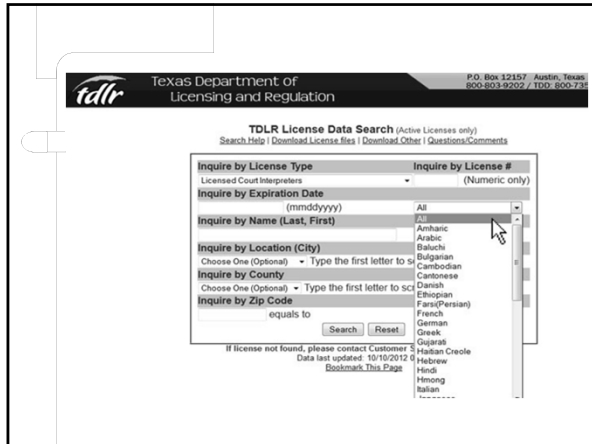 tdlr
Texas Department of
Licensing and Regulation
P.O. Box 12157 Austin, Texas
800-803-9202 / TDD: 800-735
TDLR License Data Search (Active Licenses only)
Search Help | Download License files | Download Other | Questions/Comments
Inquire by License Type Inquire by License #
Licensed Court Interpreters (Numeric only)
Inquire by Expiration Date
(mmddyyyy) All
Inquire by Name (Last, First) All
Amharic
Arabic
Baluchi
Inquire by Location (City) Bulgarian
Choose One (Optional) Type the first letter to Cambodian
Cantonese
Inquire by County Danish
Ethiopian
Choose One (Optional) Type the first letter to Farsi(Persian)
Inquire by Zip Code French
equals to German
Greek
Search Reset Gujarati
If license not found, please contact Customer Haitian Creole
Data last updated: 10/10/2012 Hebrew
Bookmark This Page Hindi
Hmong
Italian